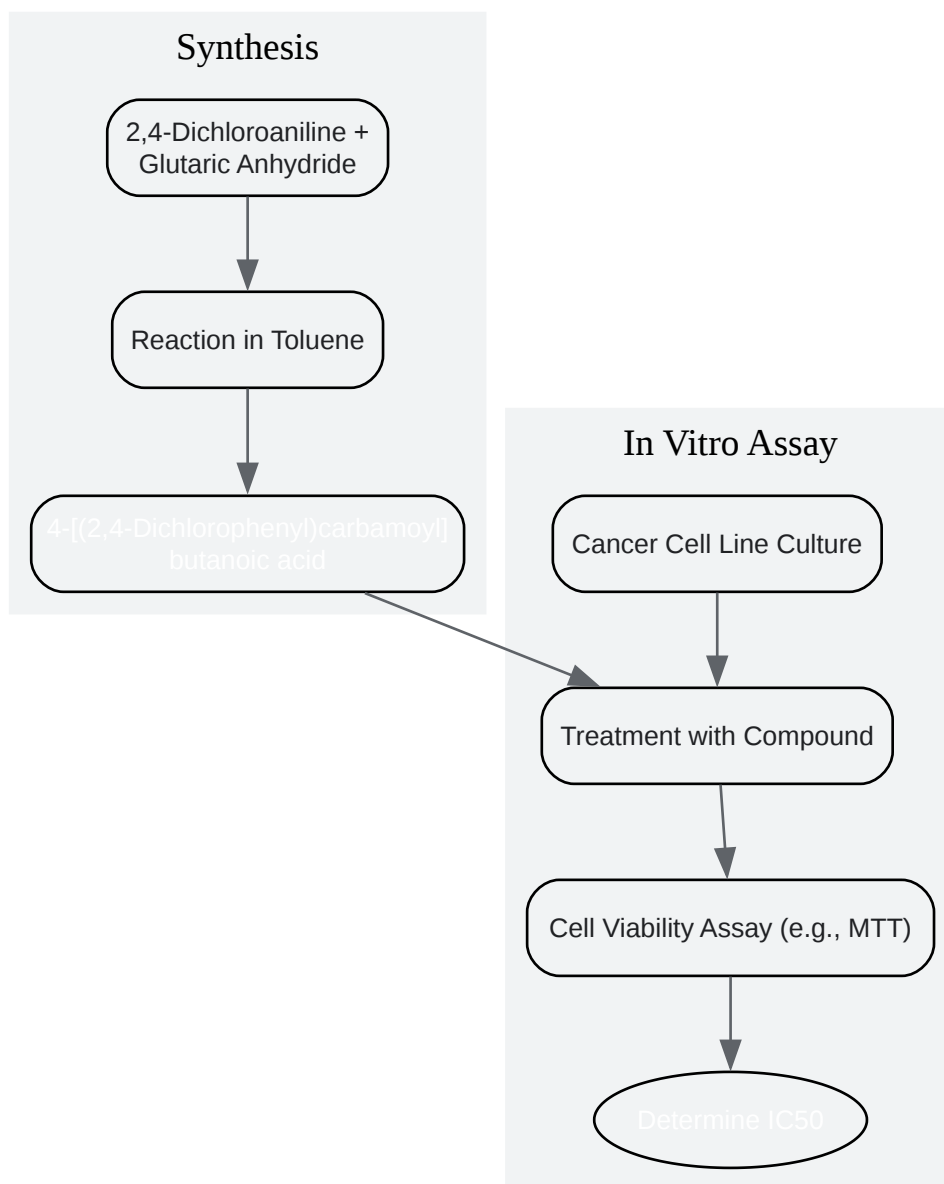 Synthesis
2,4-Dichloroaniline +
Glutaric Anhydride
Reaction in Toluene
4-[(2,4-Dichlorophenyl)carbamoyl]
butanoic acid
In Vitro Assay
Cancer Cell Line Culture
Treatment with Compound
Cell Viability Assay (e.g., MTT)
Determine IC50